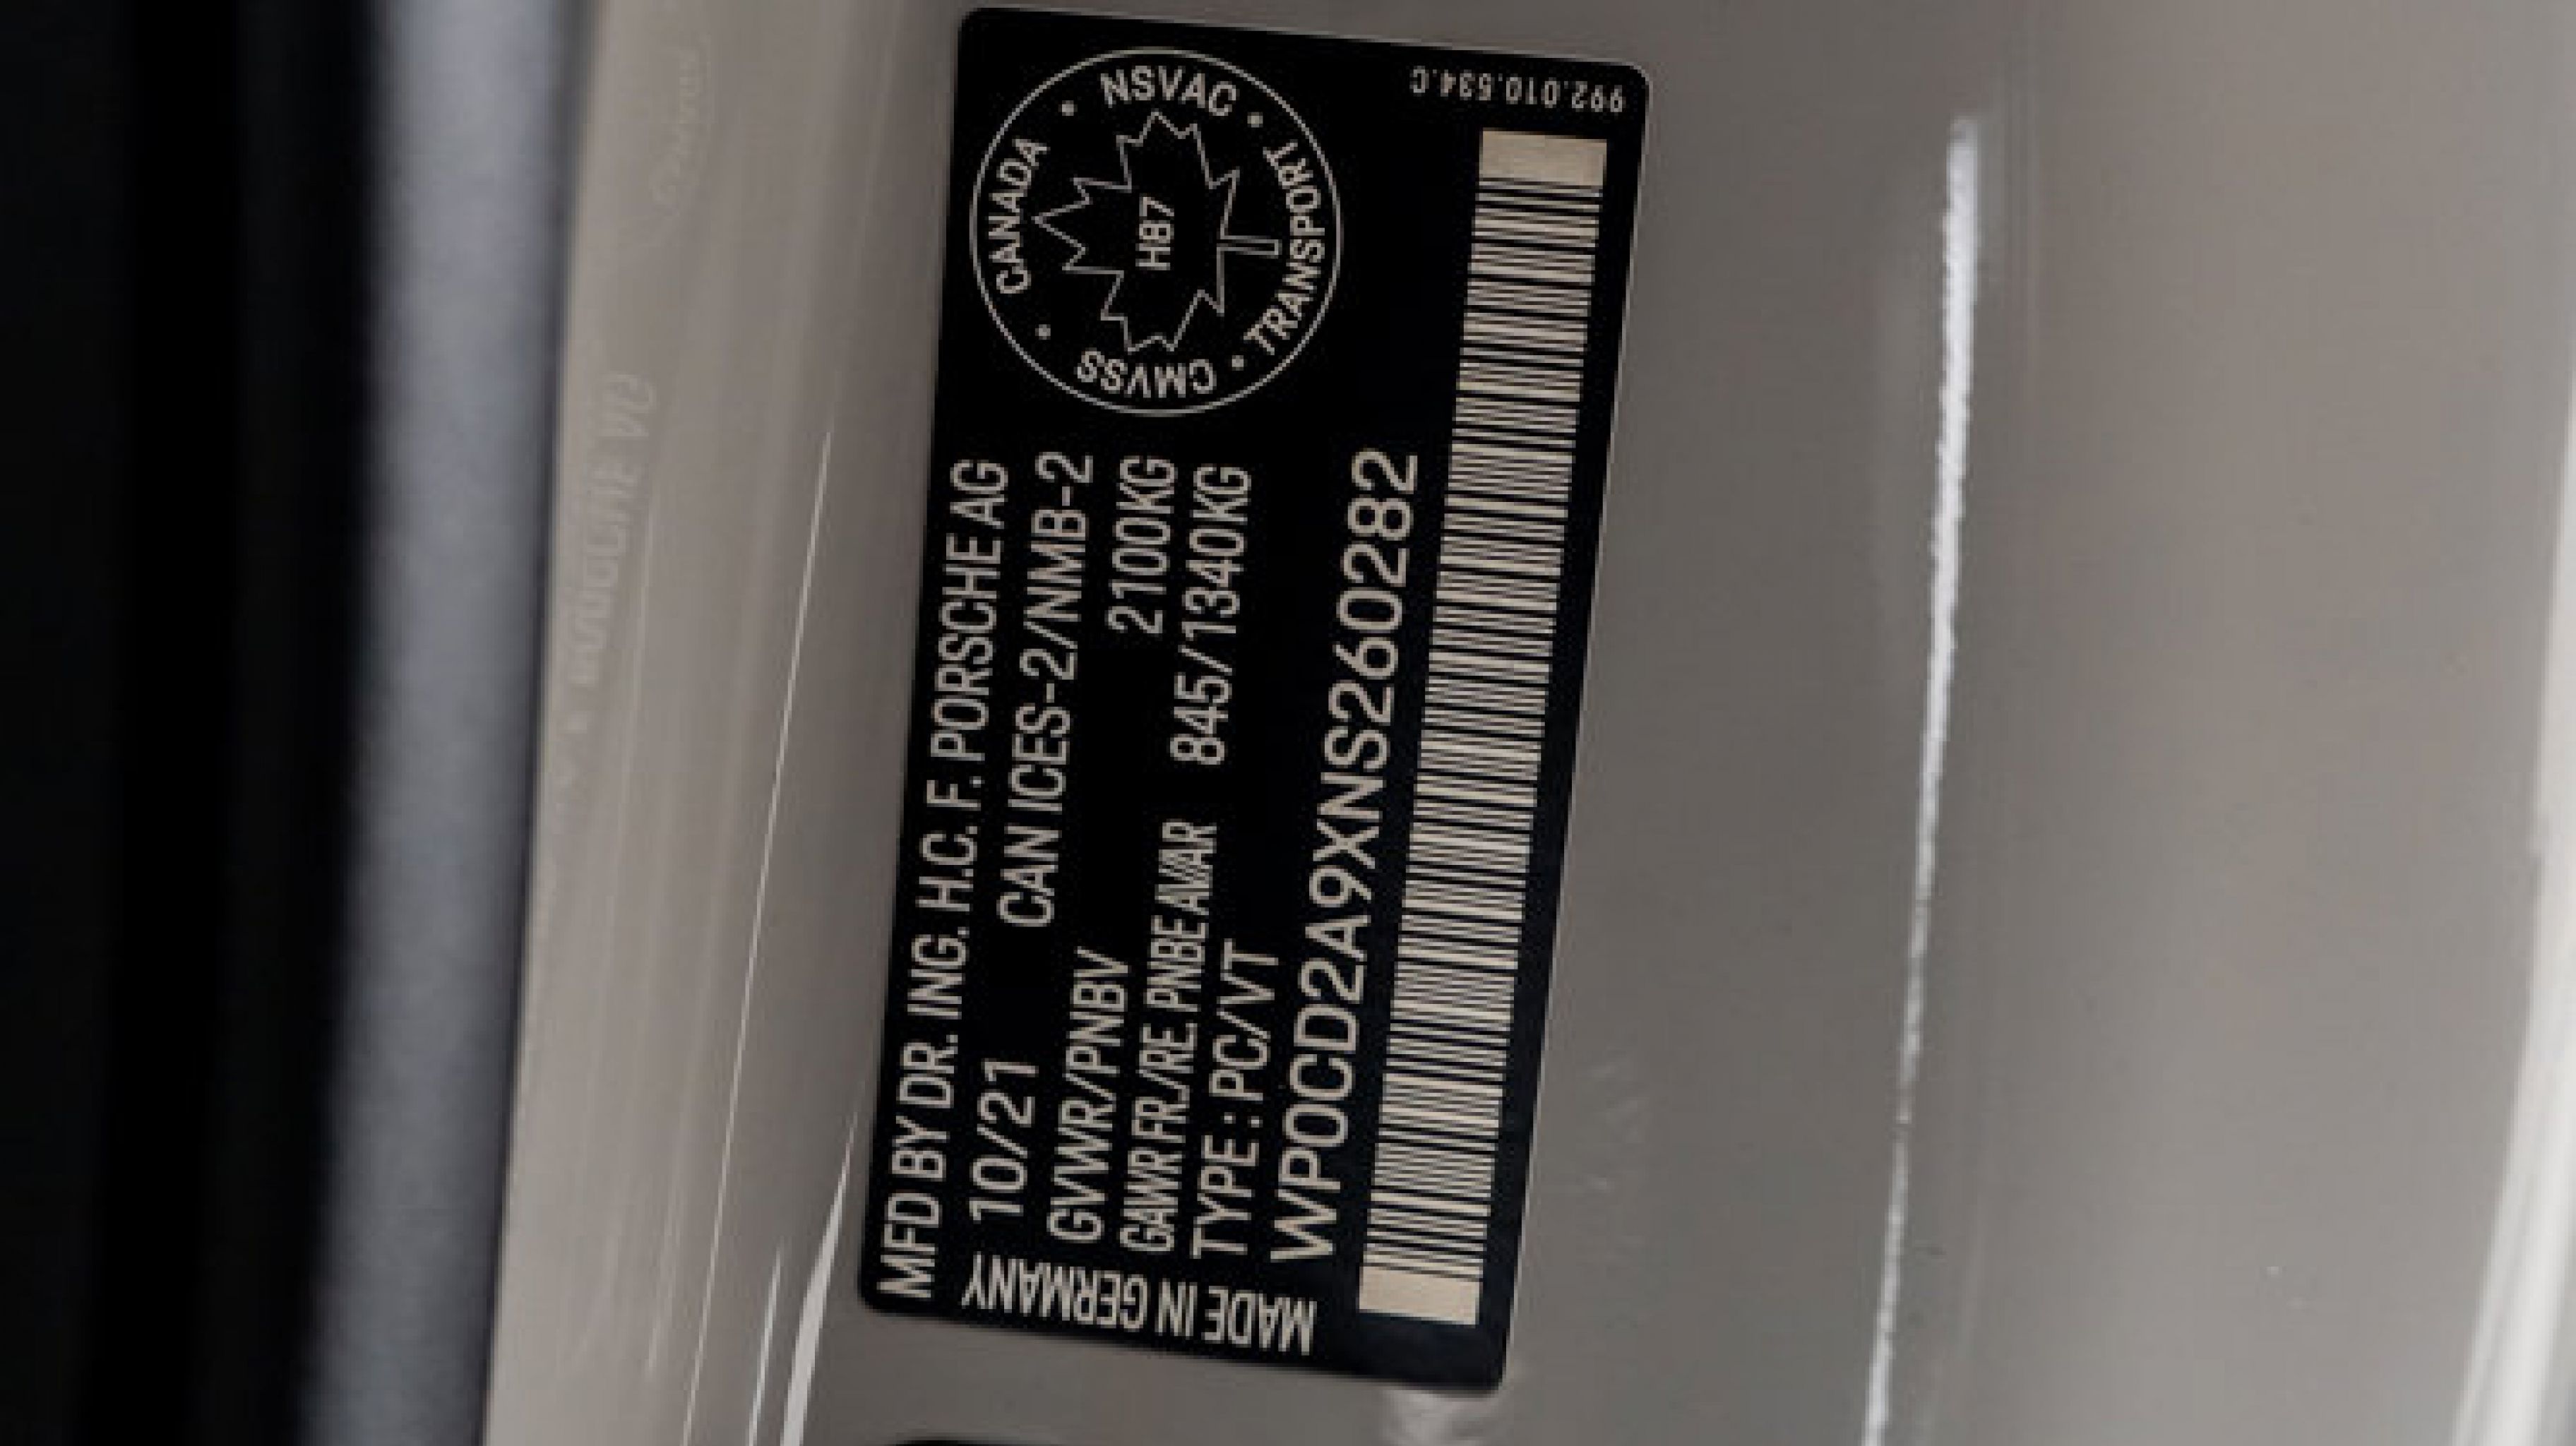 MFD BY DR. ING. H.C. F. PORSCHE AG
10/21 CAN ICES-2/NMB-2
GVWR/PNBV 2100KG
GAWR FR./RE PNBE AV/AR 845/1340KG
TYPE : PC/VT
WP0CD2A9XNS260282
MADE IN GERMANY
CANADA • NSVAC • TRANSPORT • CMVSS •
H87
992.010.534.C